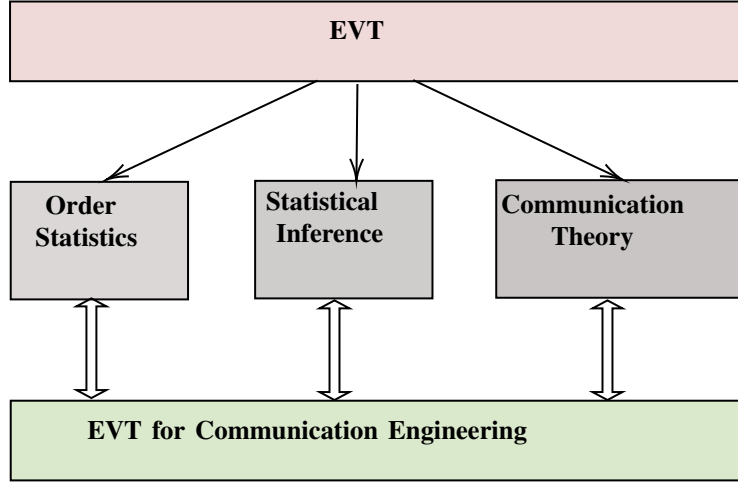 EVT
Order
Statistics
Statistical
Inference
Communication
Theory
EVT for Communication Engineering